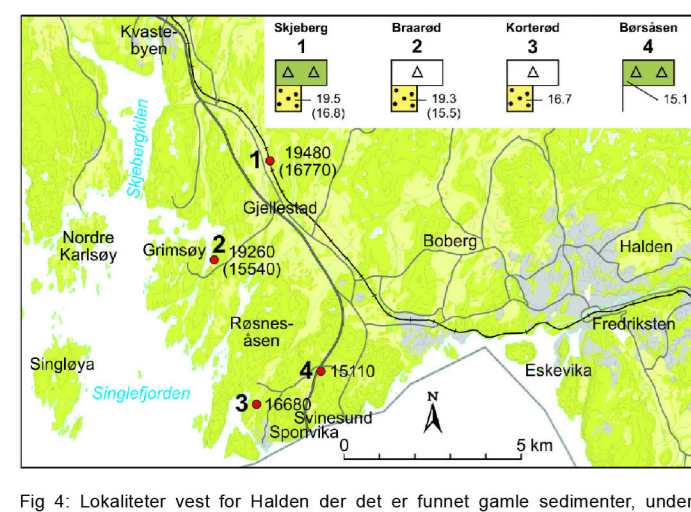 Skjeberg Braarød Korterød Børsåsen
1 2 3 4
19.5 19.3 16.7 15.1
(16.8) (15.5)
Kvaste-
byen
Skjebergkilen
1 19480
(16770)
Gjellestad
Nordre
Karlsøy
Grimsøy
2
19260
(15540)
Boberg
Halden
Røsnes-
åsen
Fredriksten
Singløya
Singlefjorden
4 15110
Eskevika
3 16680
Svinesund
Sponvika
N
0 5 km
Fig 4: Lokaliteter vest for Halden der det er funnet gamle sedimenter, under